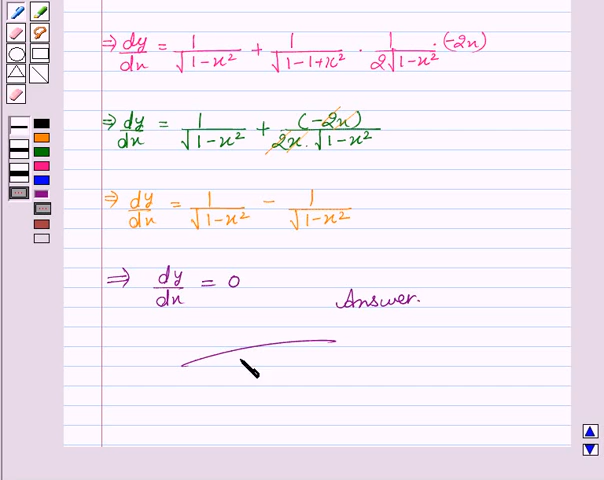 ⇒ dy/dx = 1/√(1-x²) + 1/√(1-1+x²) · 1/(2√(1-x²)) · (-2x)
⇒ dy/dx = 1/√(1-x²) + (-2x)/(2x · √(1-x²))
⇒ dy/dx = 1/√(1-x²) - 1/√(1-x²)
⇒ dy/dx = 0
Answer.